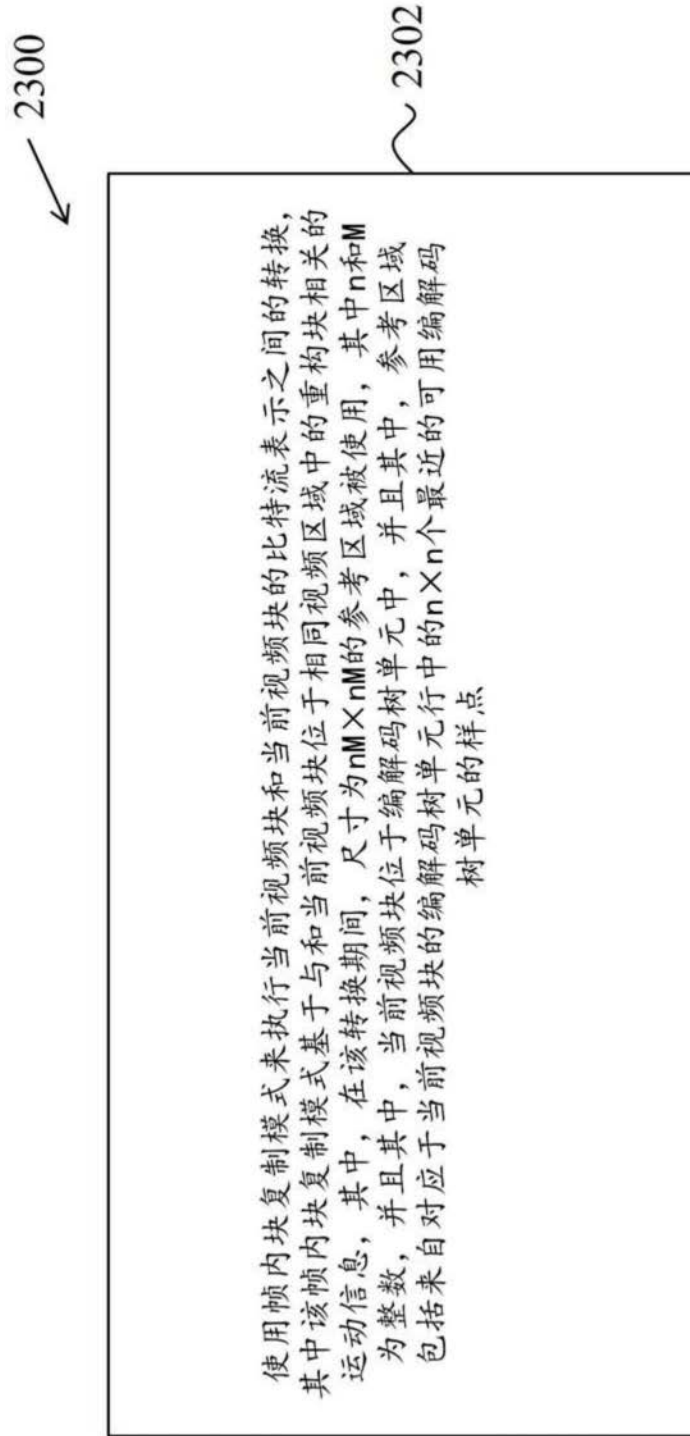 2300
使用帧内块复制模式来执行当前视频块和当前视频块的比特流表示之间的转换，
其中该帧内块复制模式基于与和当前视频块位于相同视频区域中的重构块相关的
运动信息，其中，在该转换期间，尺寸为nM×nM的参考区域被使用，其中n和M
为整数，并且其中，当前视频块位于编解码树单元中，并且其中，参考区域
包括来自对应于当前视频块的编解码树单元行中的n×n个最近的可用编解码
树单元的样点
2302